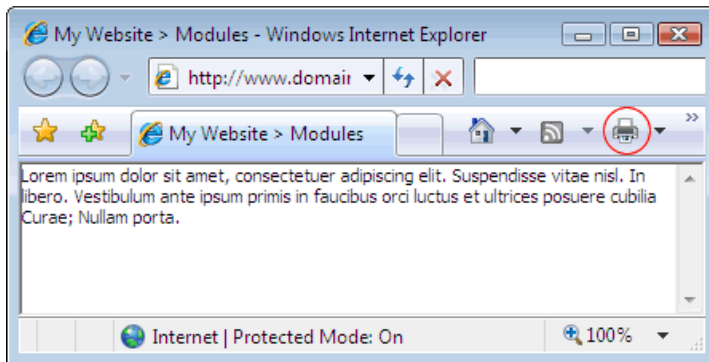 My Website > Modules - Windows Internet Explorer
http://www.domair
My Website > Modules
Lorem ipsum dolor sit amet, consectetuer adipiscing elit. Suspendisse vitae nisl. In
libero. Vestibulum ante ipsum primis in faucibus orci luctus et ultrices posuere cubilia
Curae; Nullam porta.
Internet | Protected Mode: On
100%